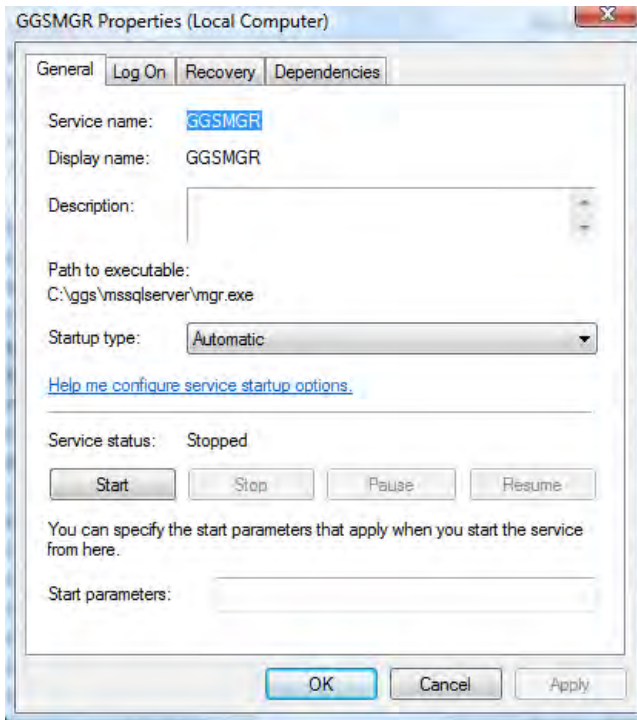 GGSMGR Properties (Local Computer)
General Log On Recovery Dependencies
Service name: GGSMGR
Display name: GGSMGR
Description:
Path to executable:
C:\ggs\mssqlserver\mgr.exe
Startup type: Automatic
Help me configure service startup options.
Service status: Stopped
Start Stop Pause Resume
You can specify the start parameters that apply when you start the service
from here.
Start parameters:
OK Cancel Apply